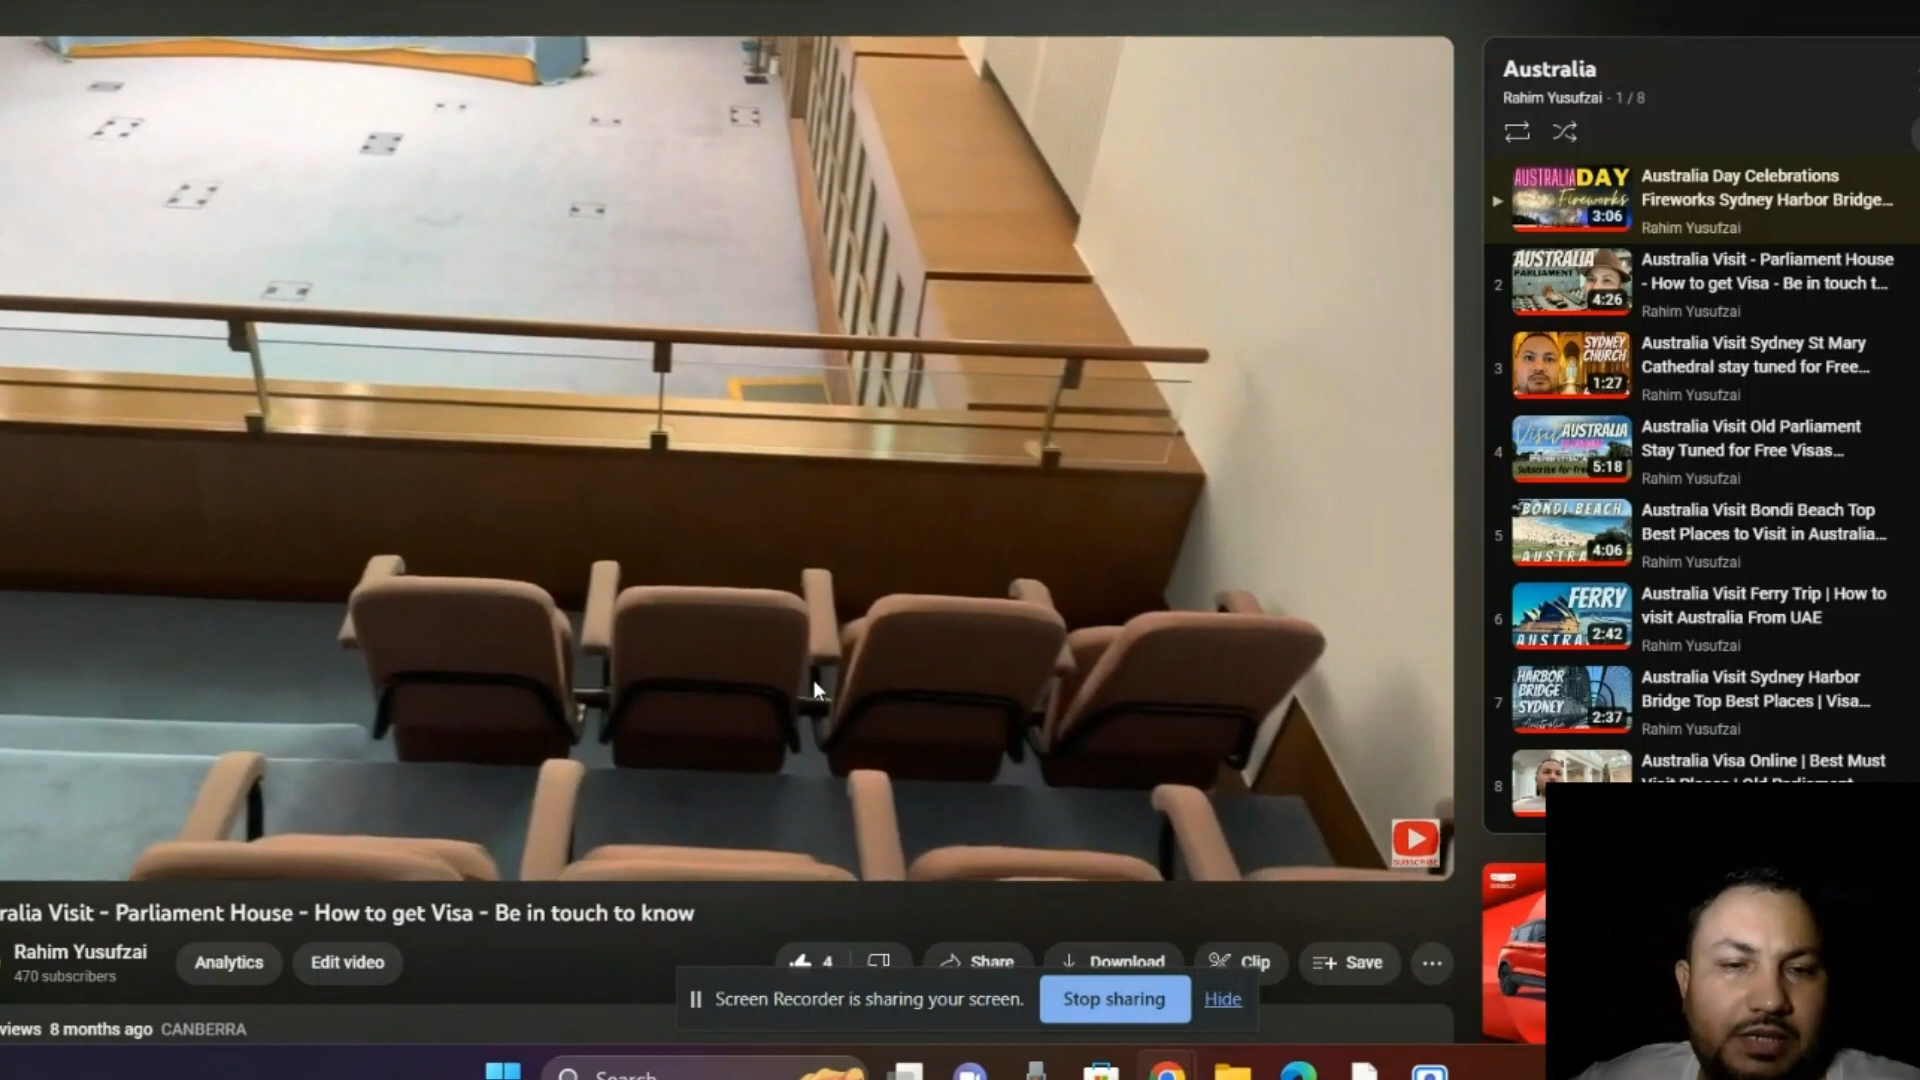 Australia
Rahim Yusufzai - 1 / 8
AUSTRALIA DAY
Fireworks
3:06
Australia Day Celebrations
Fireworks Sydney Harbor Bridge...
Rahim Yusufzai
2
AUSTRALIA
PARLIAMENT
4:26
Australia Visit - Parliament House
- How to get Visa - Be in touch t...
Rahim Yusufzai
3
SYDNEY
CHURCH
1:27
Australia Visit Sydney St Mary
Cathedral stay tuned for Free...
Rahim Yusufzai
4
Visit AUSTRALIA
5:18
Australia Visit Old Parliament
Stay Tuned for Free Visas...
Rahim Yusufzai
5
BONDI BEACH
AUSTRA
4:06
Australia Visit Bondi Beach Top
Best Places to Visit in Australia...
Rahim Yusufzai
6
FERRY
AUSTRA
2:42
Australia Visit Ferry Trip | How to
visit Australia From UAE
Rahim Yusufzai
7
HARBOR
BRIDGE
SYDNEY
2:37
Australia Visit Sydney Harbor
Bridge Top Best Places | Visa...
Rahim Yusufzai
8
Australia Visa Online | Best Must
Visit Places | Old Parliament
SUBSCRIBE
ralia Visit - Parliament House - How to get Visa - Be in touch to know
Rahim Yusufzai
470 subscribers
Analytics
Edit video
4
Share
Download
Clip
Save
Screen Recorder is sharing your screen.
Stop sharing
Hide
views 8 months ago CANBERRA
Search